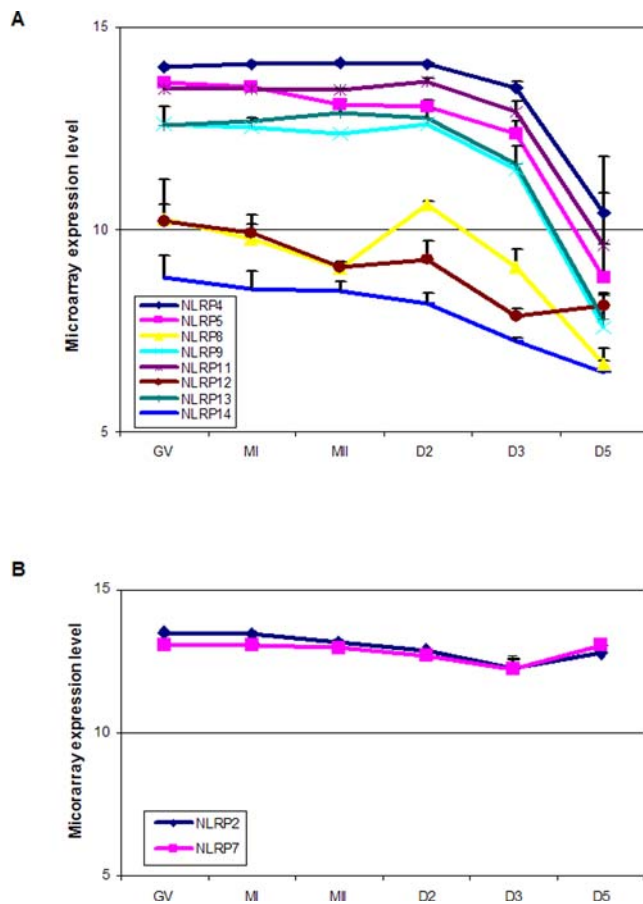 A
15
10
5
Microarray expression level
NLRP4
NLRP5
NLRP8
NLRP9
NLRP11
NLRP12
NLRP13
NLRP14
GV MI MII D2 D3 D5
B
15
10
5
Micorarray expression level
NLRP2
NLRP7
GV MI MII D2 D3 D5